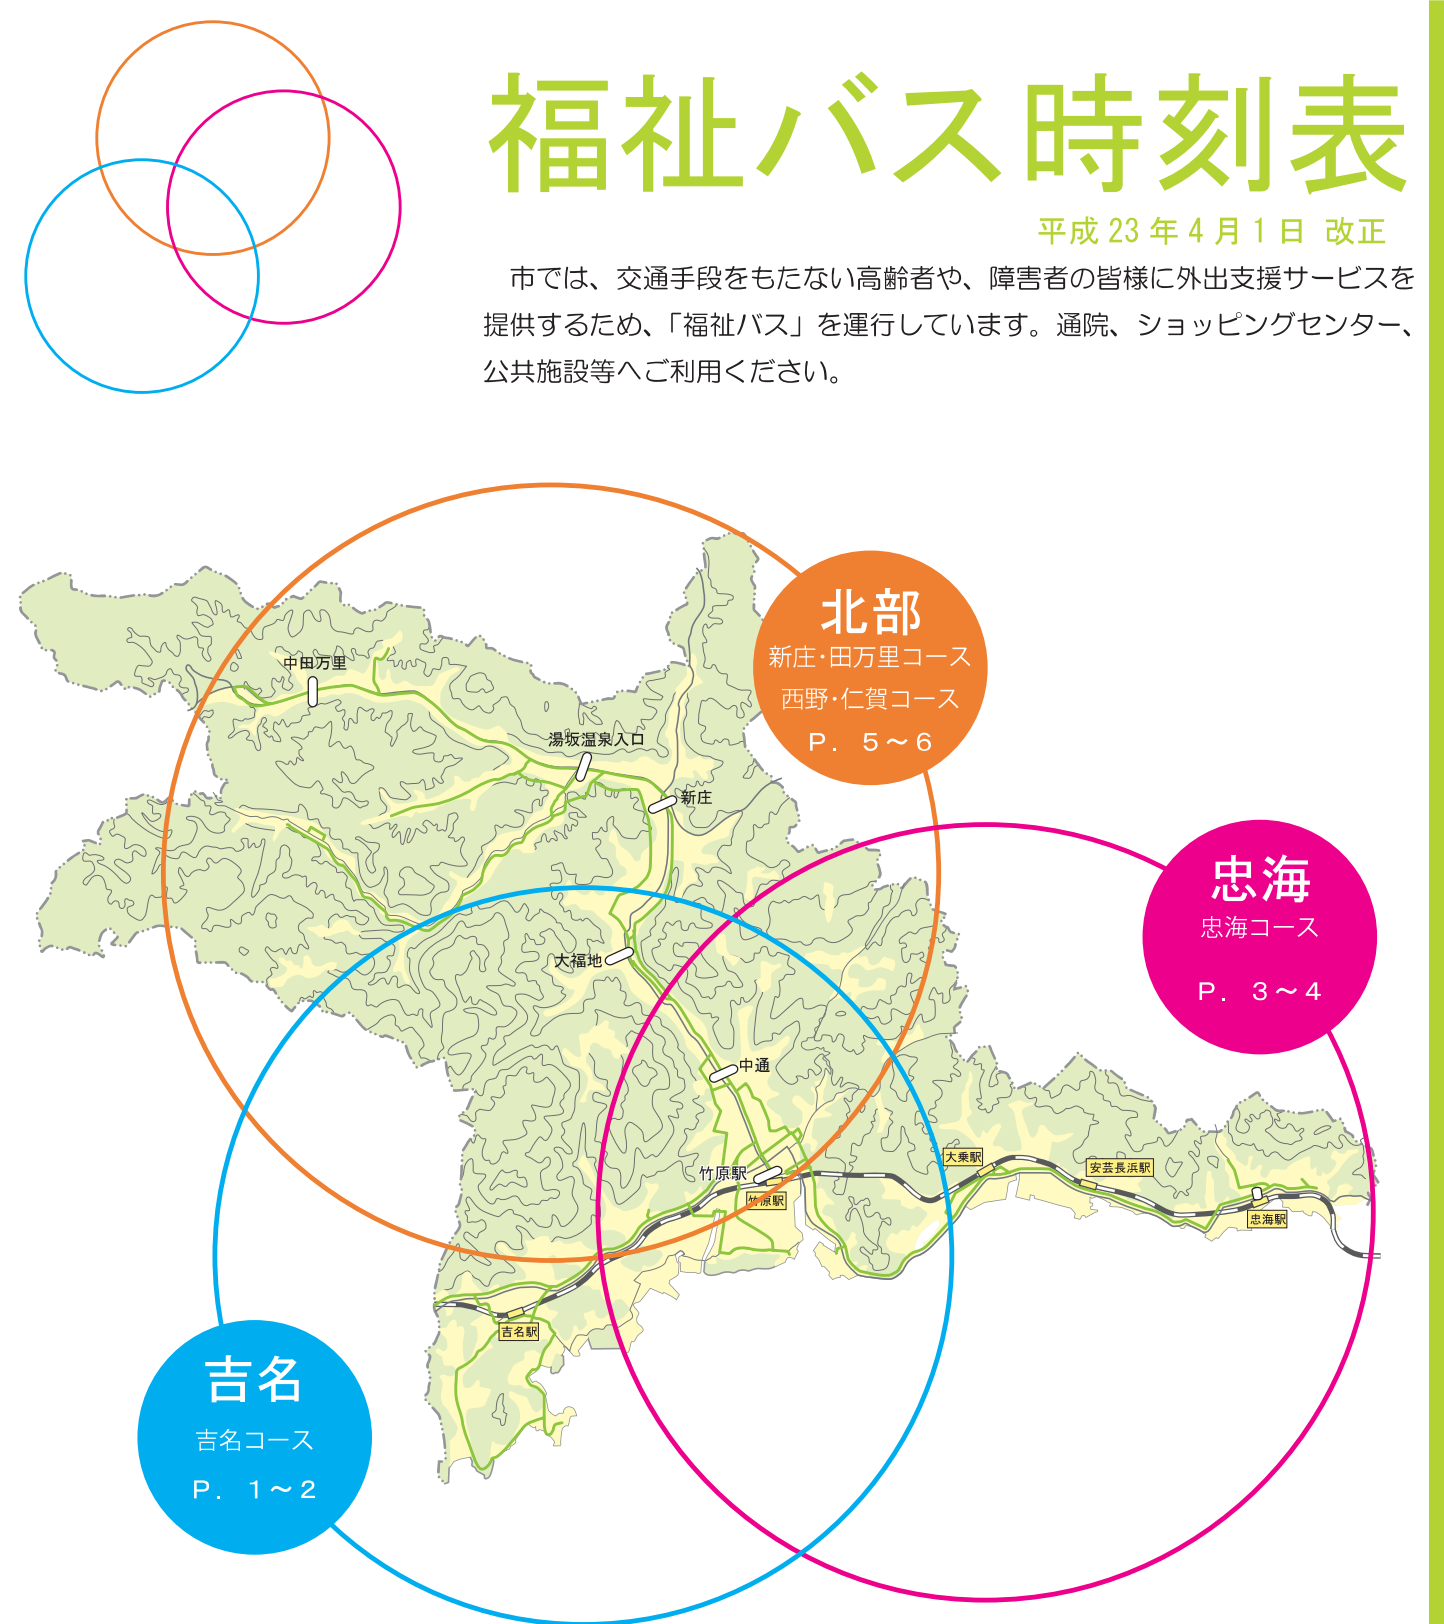 福祉バス時刻表
平成 23 年 4 月 1 日 改正
市では、交通手段をもたない高齢者や、障害者の皆様に外出支援サービスを
提供するため、「福祉バス」を運行しています。通院、ショッピングセンター、
公共施設等へご利用ください。
北部
新庄・田万里コース
西野・仁賀コース
P. 5～6
中田万里
湯坂温泉入口
新庄
忠海
忠海コース
P. 3～4
大福地
中通
大乗駅
安芸長浜駅
竹原駅
竹原駅
忠海駅
吉名駅
吉名
吉名コース
P. 1～2